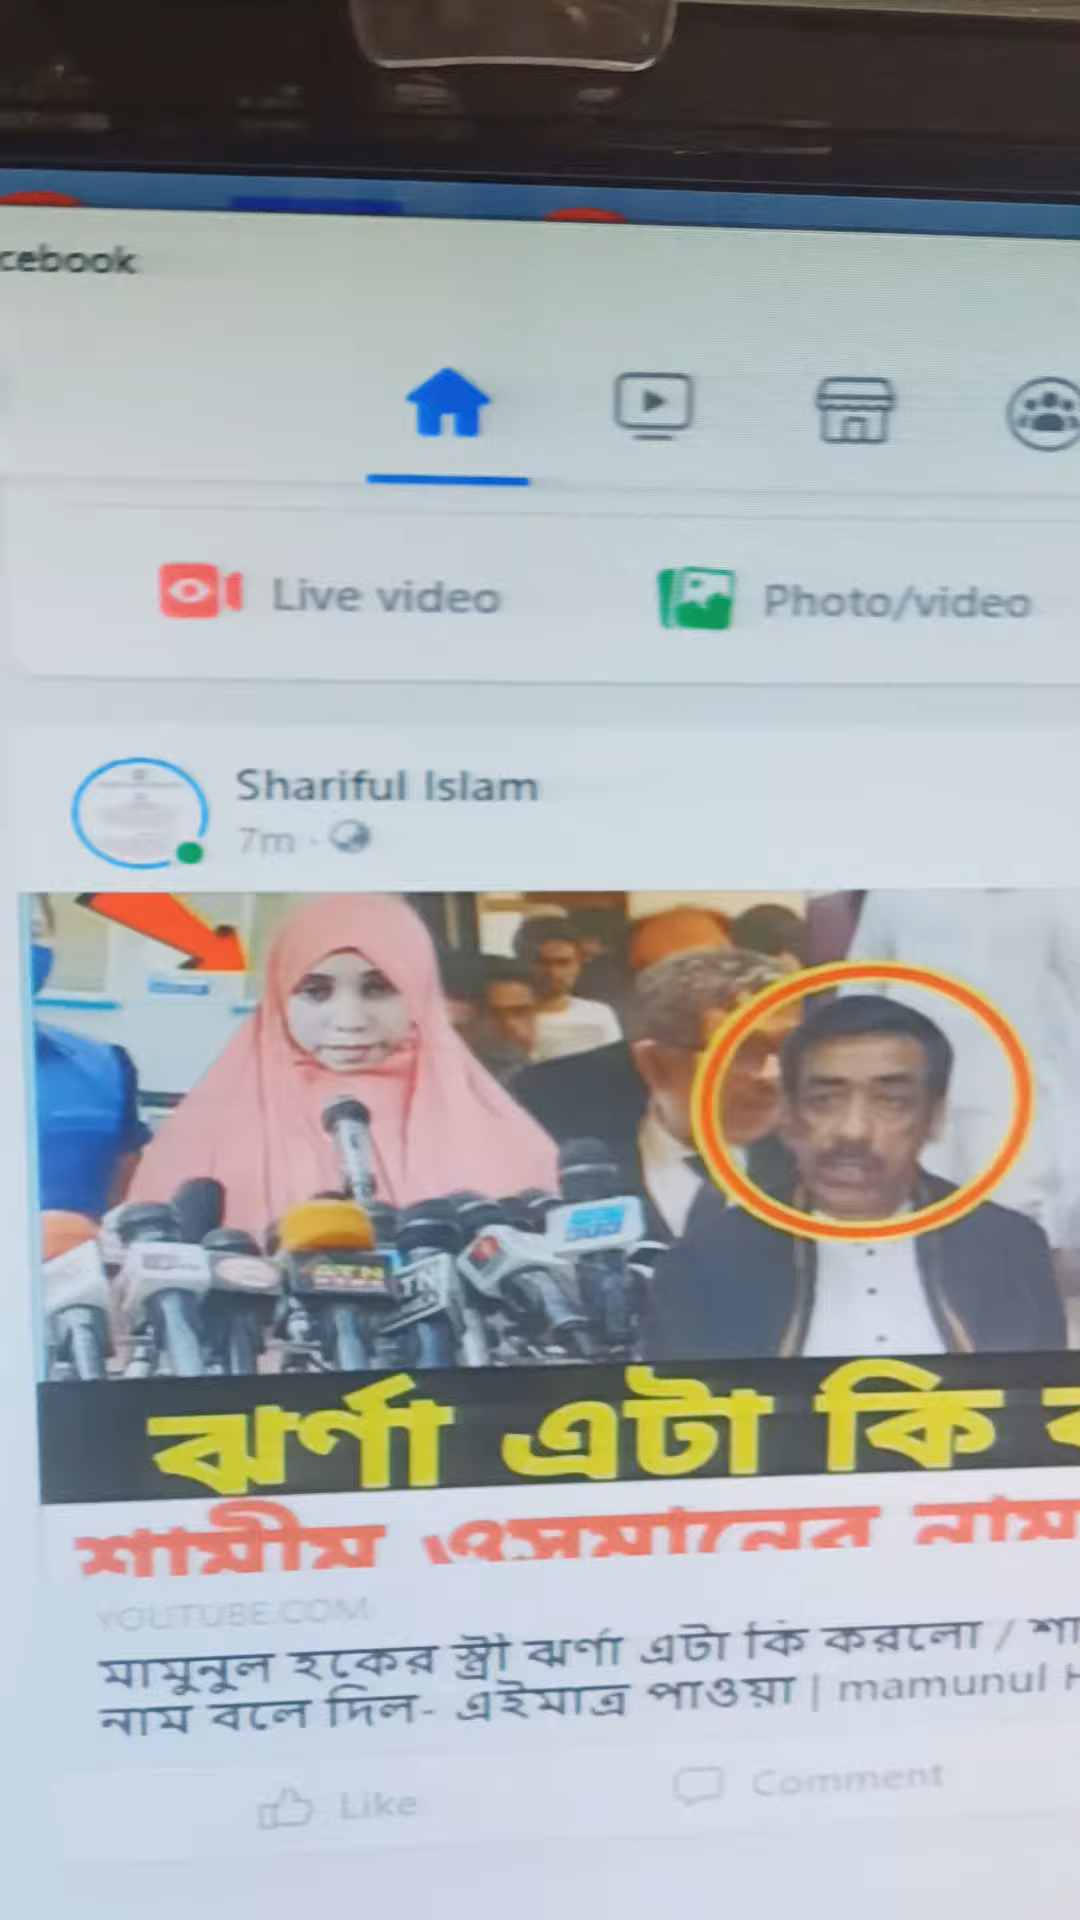 cebook
Live video
Photo/video
Shariful Islam
7m
ATN
ঝর্ণা এটা কি
শামীম ওসমানের নাম
YOUTUBE.COM
মামুনুল হকের স্ত্রী ঝর্ণা এটা কি করলো / শা
নাম বলে দিল- এইমাত্র পাওয়া | mamunul H
Like
Comment